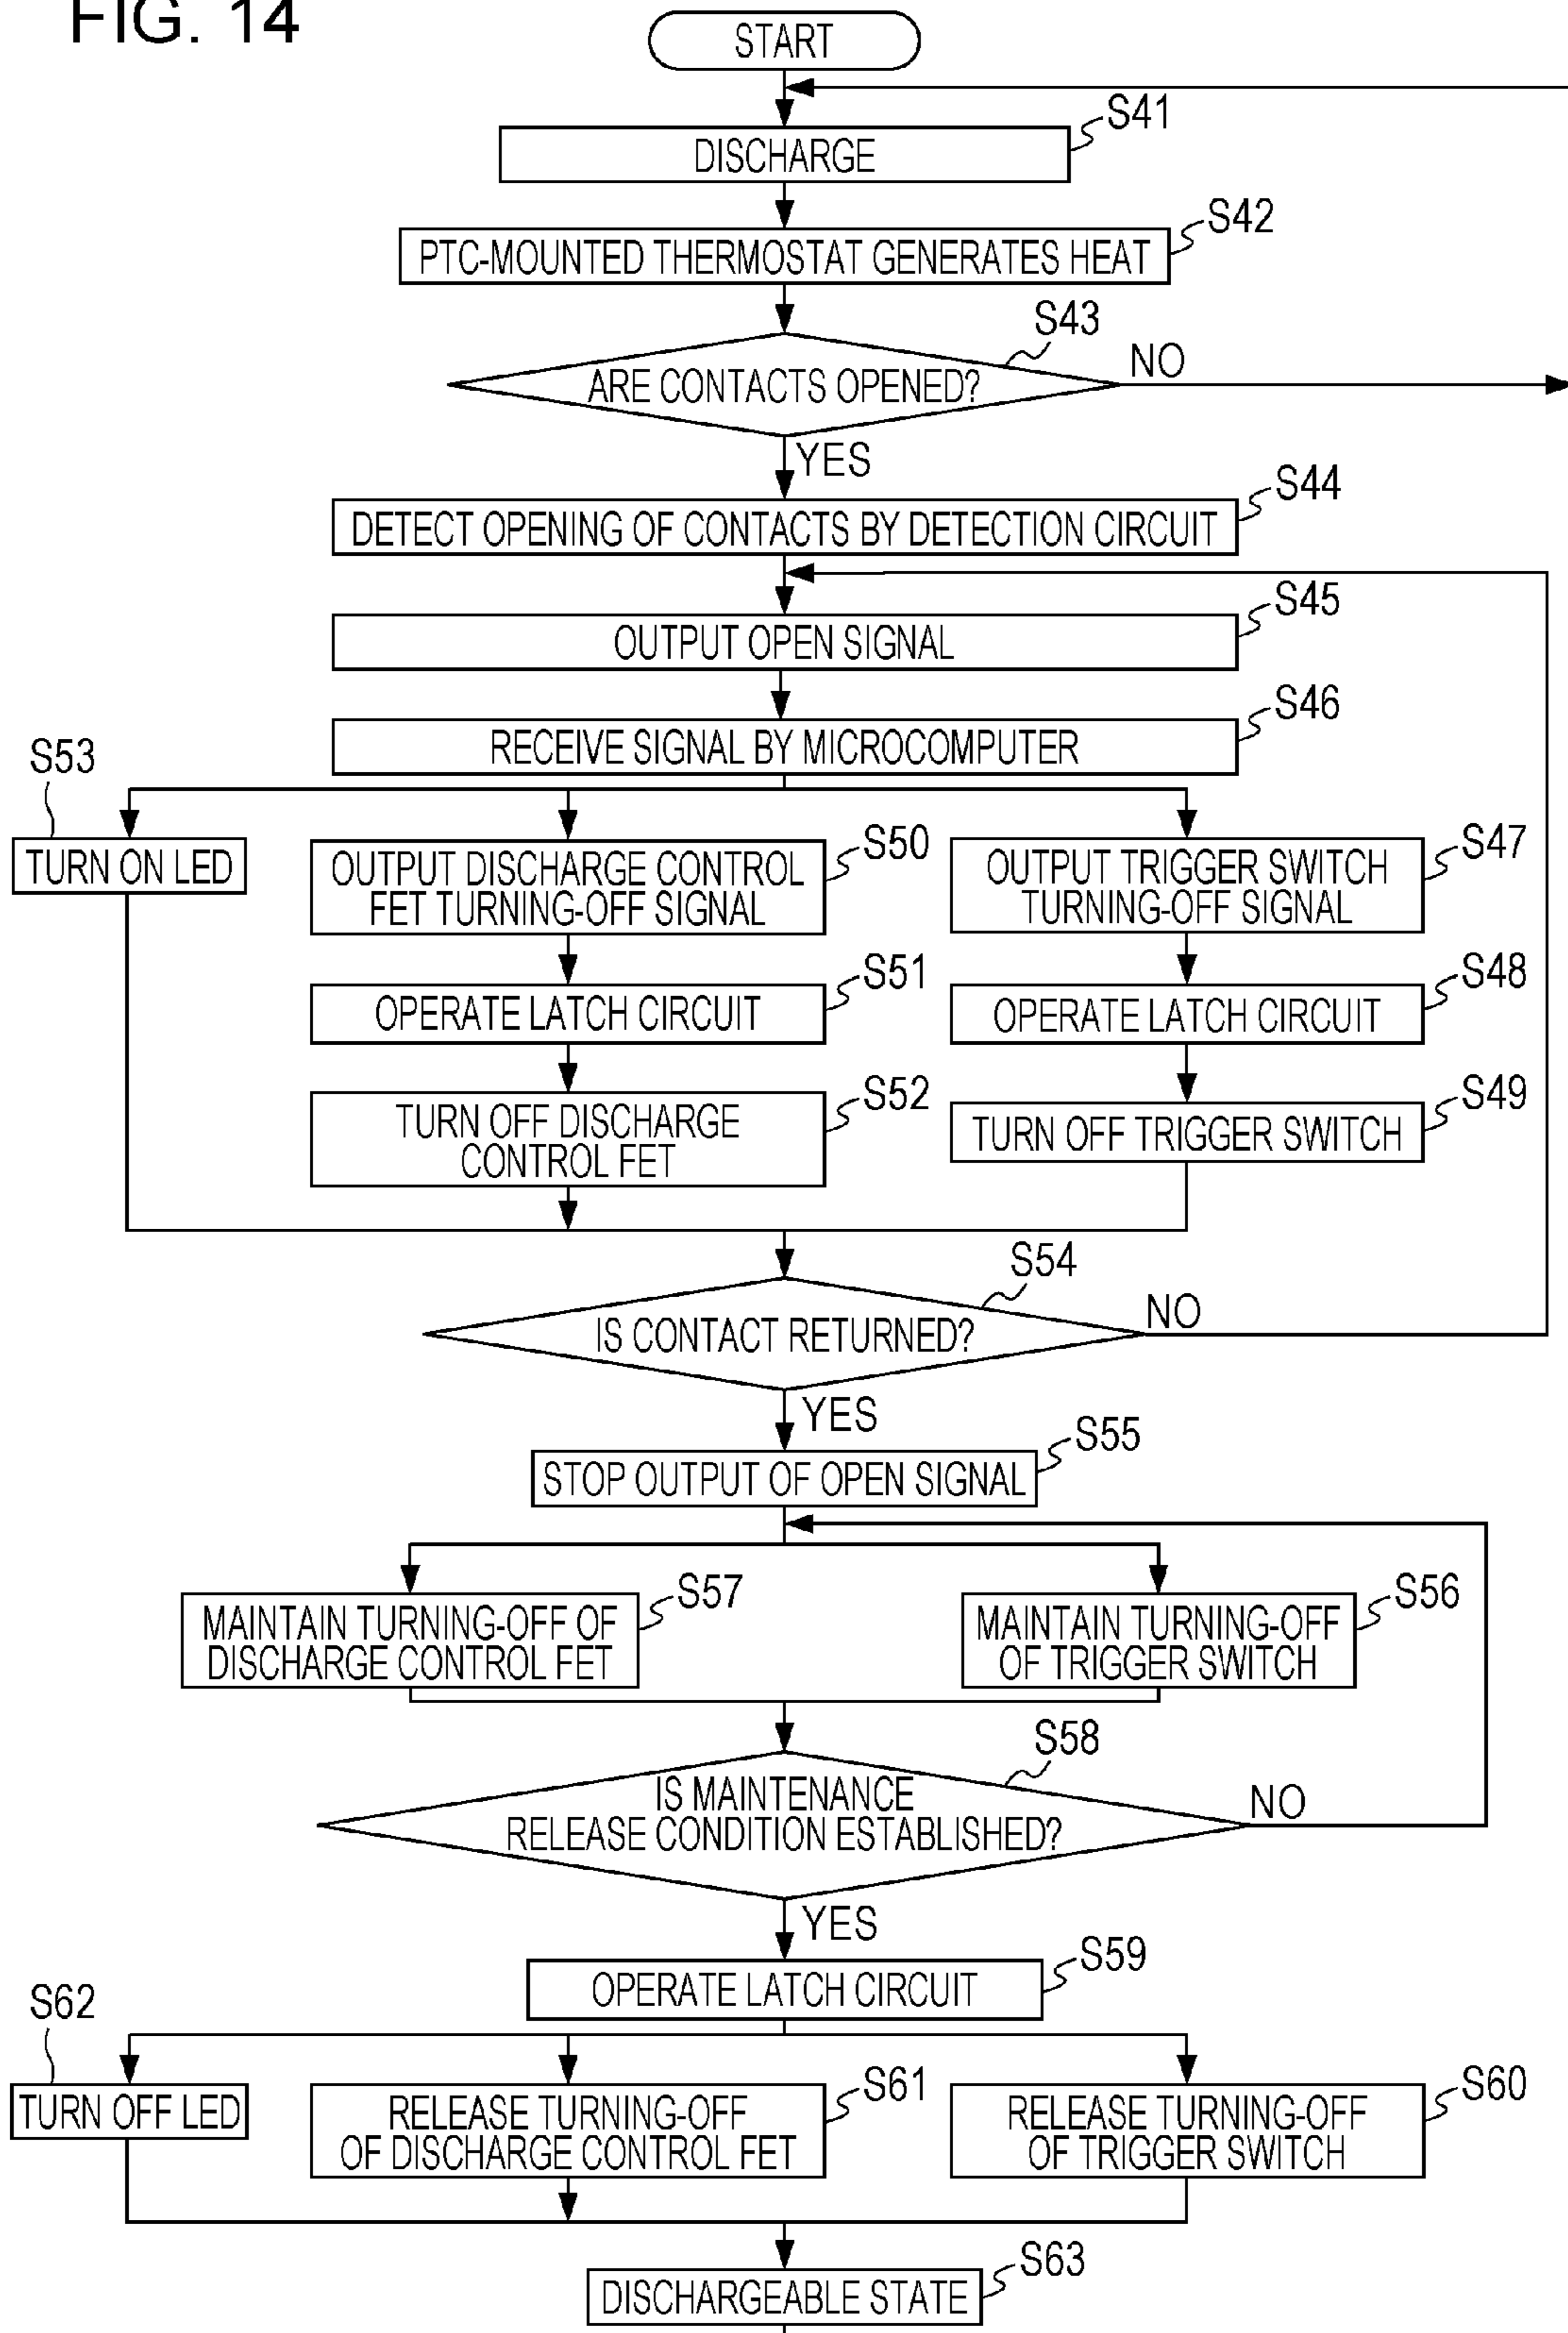 FIG. 14
START
S41
DISCHARGE
S42
PTC-MOUNTED THERMOSTAT GENERATES HEAT
S43
ARE CONTACTS OPENED?
NO
YES
S44
DETECT OPENING OF CONTACTS BY DETECTION CIRCUIT
S45
OUTPUT OPEN SIGNAL
S46
RECEIVE SIGNAL BY MICROCOMPUTER
S53
TURN ON LED
S50
OUTPUT DISCHARGE CONTROL
FET TURNING-OFF SIGNAL
S47
OUTPUT TRIGGER SWITCH
TURNING-OFF SIGNAL
S51
OPERATE LATCH CIRCUIT
S48
OPERATE LATCH CIRCUIT
S52
TURN OFF DISCHARGE
CONTROL FET
S49
TURN OFF TRIGGER SWITCH
S54
IS CONTACT RETURNED?
NO
YES
S55
STOP OUTPUT OF OPEN SIGNAL
S57
MAINTAIN TURNING-OFF OF
DISCHARGE CONTROL FET
S56
MAINTAIN TURNING-OFF
OF TRIGGER SWITCH
S58
IS MAINTENANCE
RELEASE CONDITION ESTABLISHED?
NO
YES
S59
OPERATE LATCH CIRCUIT
S62
TURN OFF LED
S61
RELEASE TURNING-OFF
OF DISCHARGE CONTROL FET
S60
RELEASE TURNING-OFF
OF TRIGGER SWITCH
S63
DISCHARGEABLE STATE